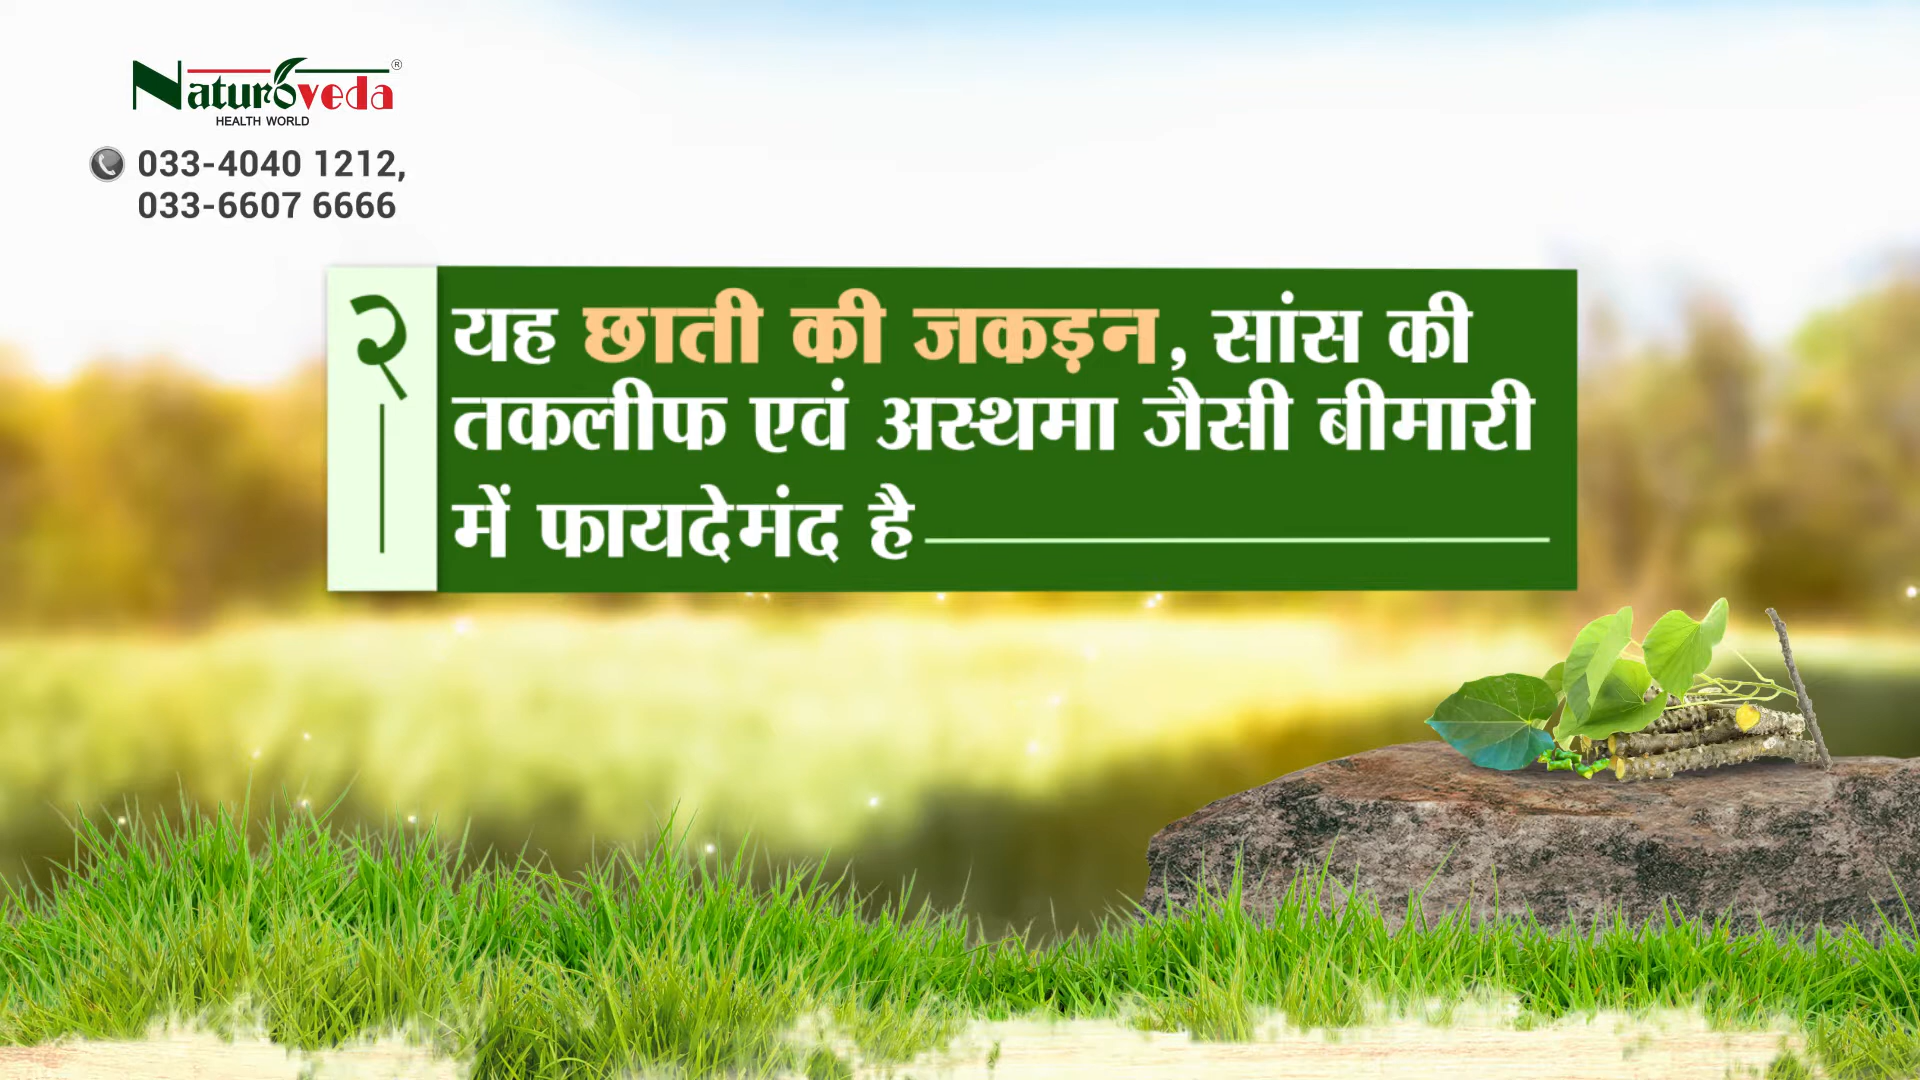 Naturoveda®
HEALTH WORLD
033-4040 1212,
033-6607 6666
२
यह छाती की जकड़न, सांस की
तकलीफ एवं अस्थमा जैसी बीमारी
में फायदेमंद है